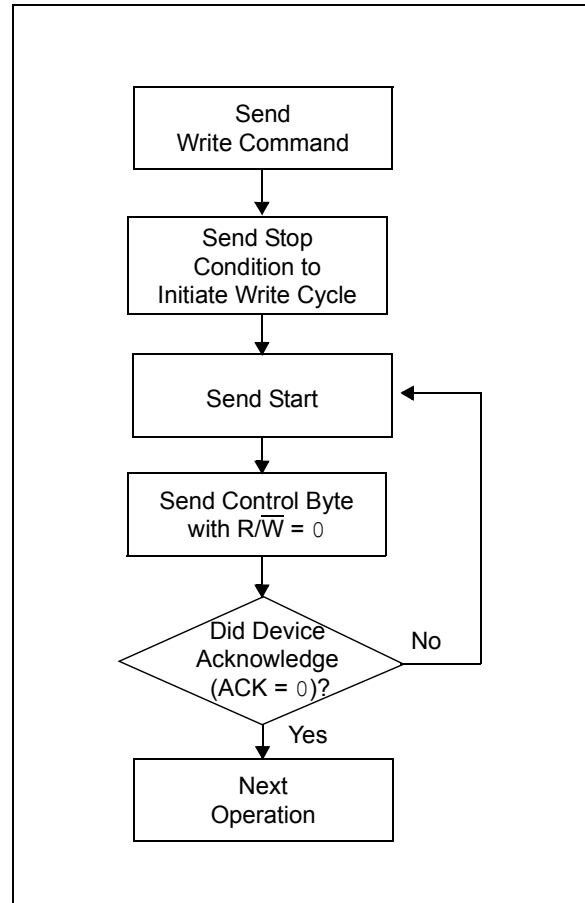 Send
Write Command
Send Stop
Condition to
Initiate Write Cycle
Send Start
Send Control Byte
with R/W̅ = 0
Did Device
Acknowledge
(ACK = 0)?
No
Yes
Next
Operation